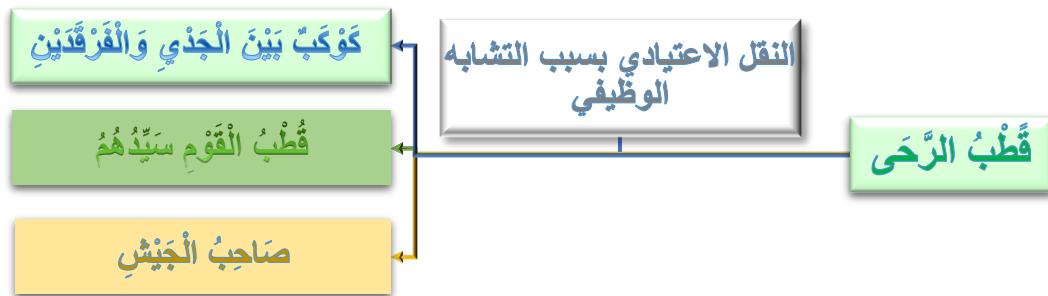 قًطْبُ الرَّحَى
النقل الاعتيادي بسبب التشابه
الوظيفي
كَوْكَبٌ بَيْنَ الْجَدْيِ وَالْفَرْقَدَيْنِ
قُطْبُ الْقَوْمِ سَيِّدُهُمُ
صَاحِبُ الْجَيْشِ